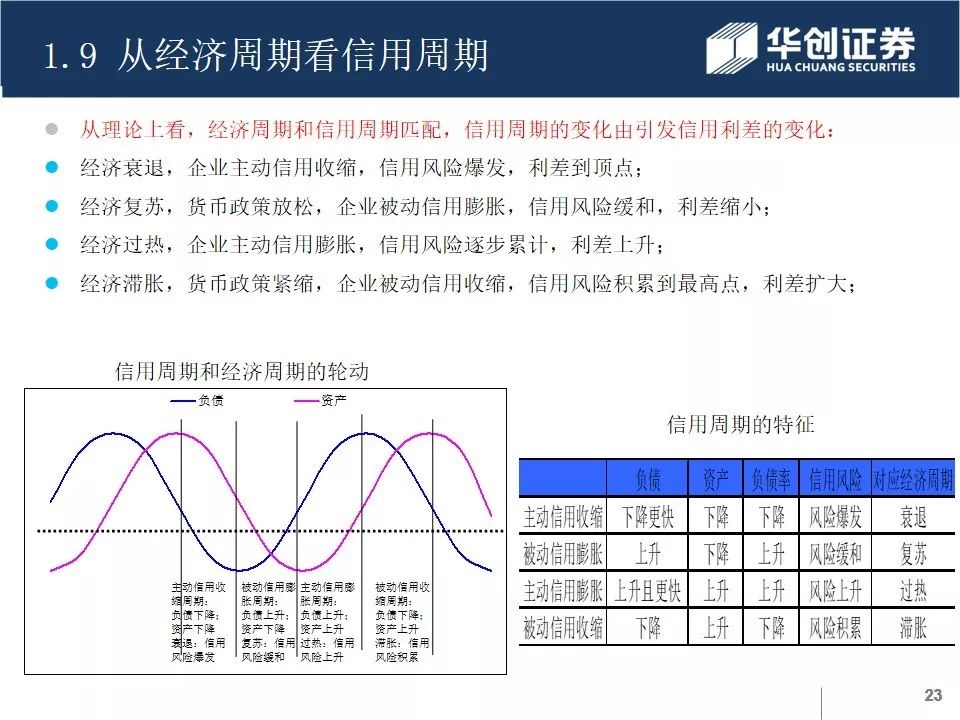 1.9 从经济周期看信用周期
华创证券
HUA CHUANG SECURITIES
从理论上看，经济周期和信用周期匹配，信用周期的变化由引发信用利差的变化：
经济衰退，企业主动信用收缩，信用风险爆发，利差到顶点；
经济复苏，货币政策放松，企业被动信用膨胀，信用风险缓和，利差缩小；
经济过热，企业主动信用膨胀，信用风险逐步累计，利差上升；
经济滞胀，货币政策紧缩，企业被动信用收缩，信用风险积累到最高点，利差扩大；
信用周期和经济周期的轮动
负债 资产
主动信用收
缩周期：
负债下降；
资产下降
衰退：信用
风险爆发
被动信用膨
胀周期：
负债上升；
资产下降
复苏：信用
风险缓和
主动信用膨
胀周期：
负债上升；
资产上升
过热：信用
风险上升
被动信用收
缩周期：
负债下降；
资产上升
滞胀：信用
风险积累
信用周期的特征
负债 资产 负债率 信用风险 对应经济周期
主动信用收缩 下降更快 下降 下降 风险爆发 衰退
被动信用膨胀 上升 下降 上升 风险缓和 复苏
主动信用膨胀 上升且更快 上升 上升 风险上升 过热
被动信用收缩 下降 上升 下降 风险积累 滞胀
23